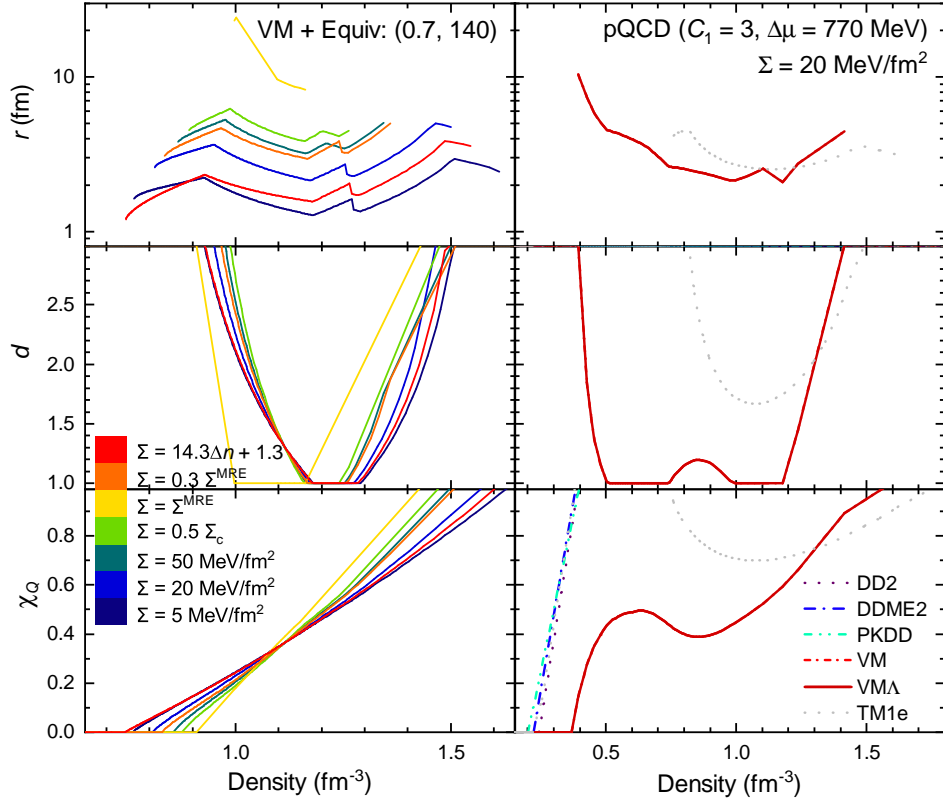 VM + Equiv: (0.7, 140)
pQCD (C₁ = 3, Δμ = 770 MeV)
Σ = 20 MeV/fm²
r (fm)
10
1
d
2.5
2.0
1.5
1.0
Σ = 14.3Δn + 1.3
Σ = 0.3 Σᴹᴿᴱ
Σ = Σᴹᴿᴱ
Σ = 0.5 Σc
Σ = 50 MeV/fm²
Σ = 20 MeV/fm²
Σ = 5 MeV/fm²
χQ
0.8
0.6
0.4
0.2
0.0
DD2
DDME2
PKDD
VM
VMΛ
TM1e
1.0 1.5
0.5 1.0 1.5
Density (fm⁻³)
Density (fm⁻³)